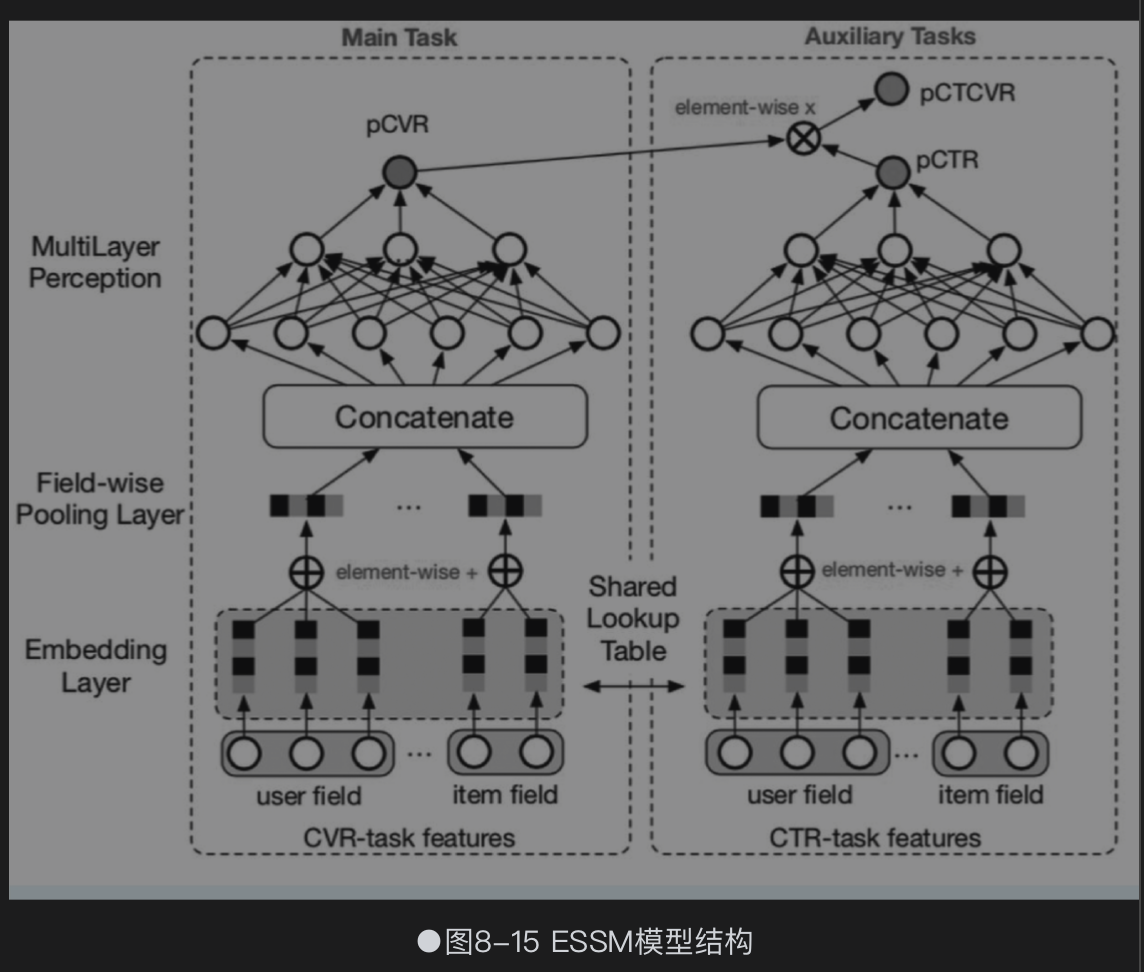 Main Task
Auxiliary Tasks
pCTCVR
element-wise x
pCVR
pCTR
MultiLayer
Perception
Concatenate
Concatenate
Field-wise
Pooling Layer
...
...
element-wise +
element-wise +
Shared
Lookup
Table
Embedding
Layer
...
...
user field
item field
user field
item field
CVR-task features
CTR-task features
●图8-15 ESSM模型结构